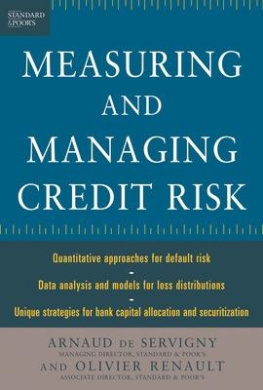 STANDARD
&POOR'S
MEASURING
AND
MANAGING
CREDIT RISK
Quantitative approaches for default risk
–
Data analysis and models for loss distributions
–
Unique strategies for bank capital allocation and securitization
ARNAUD DE SERVIGNY
MANAGING DIRECTOR, STANDARD & POOR'S
AND OLIVIER RENAULT
ASSOCIATE DIRECTOR, STANDARD & POOR'S